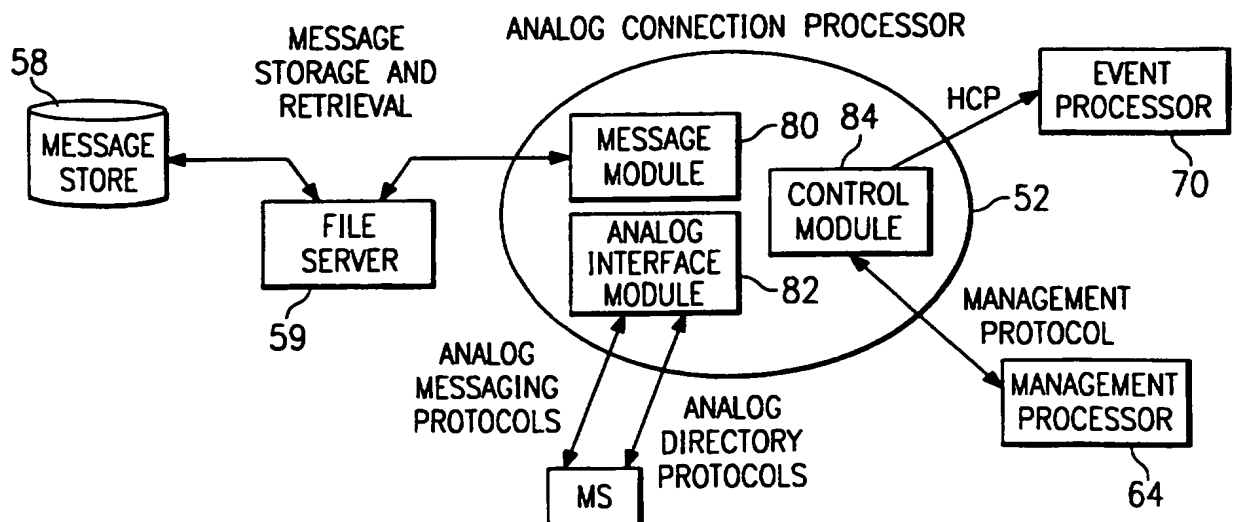 ANALOG CONNECTION PROCESSOR
MESSAGE
STORAGE AND
RETRIEVAL
58
MESSAGE
STORE
FILE
SERVER
59
MESSAGE
MODULE
80
ANALOG
INTERFACE
MODULE
82
84
CONTROL
MODULE
52
HCP
EVENT
PROCESSOR
70
MANAGEMENT
PROTOCOL
MANAGEMENT
PROCESSOR
64
ANALOG
MESSAGING
PROTOCOLS
ANALOG
DIRECTORY
PROTOCOLS
MS